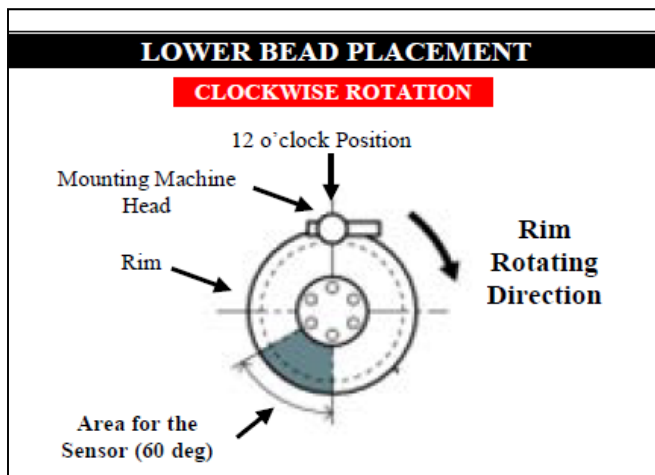 LOWER BEAD PLACEMENT
CLOCKWISE ROTATION
12 o’clock Position
Mounting Machine
Head
Rim
Rim
Rotating
Direction
Area for the
Sensor (60 deg)